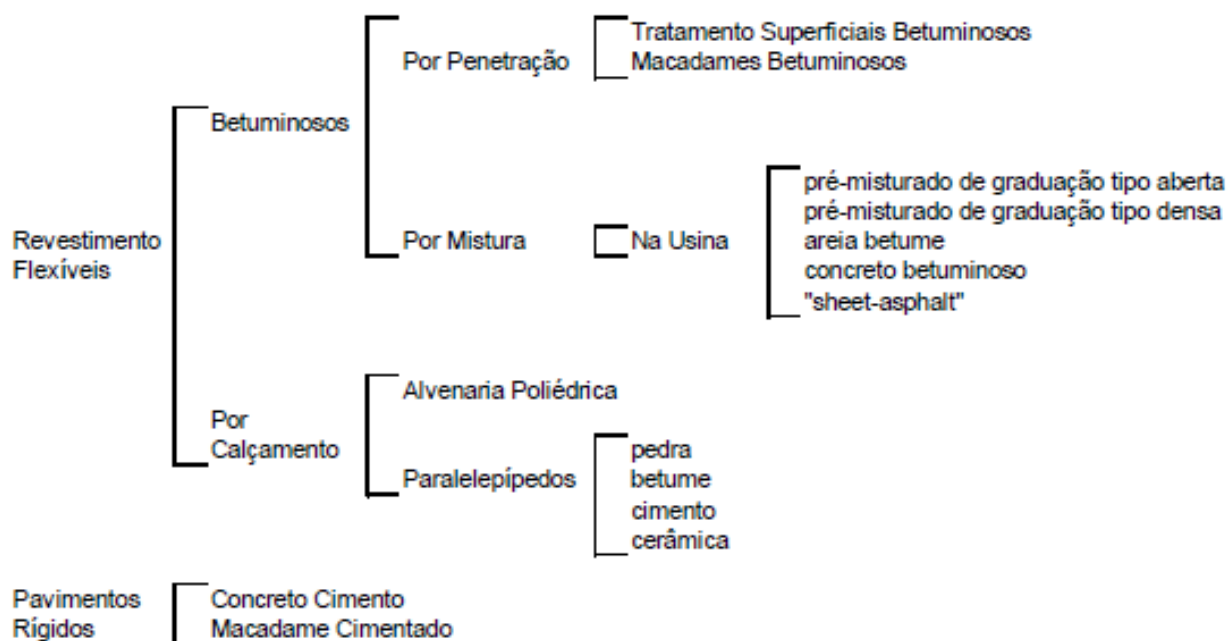 Revestimento
Flexíveis
Betuminosos
Por Penetração
Tratamento Superficiais Betuminosos
Macadames Betuminosos
Por Mistura
Na Usina
pré-misturado de graduação tipo aberta
pré-misturado de graduação tipo densa
areia betume
concreto betuminoso
"sheet-asphalt"
Por
Calçamento
Alvenaria Poliédrica
Paralelepípedos
pedra
betume
cimento
cerâmica
Pavimentos
Rígidos
Concreto Cimento
Macadame Cimentado